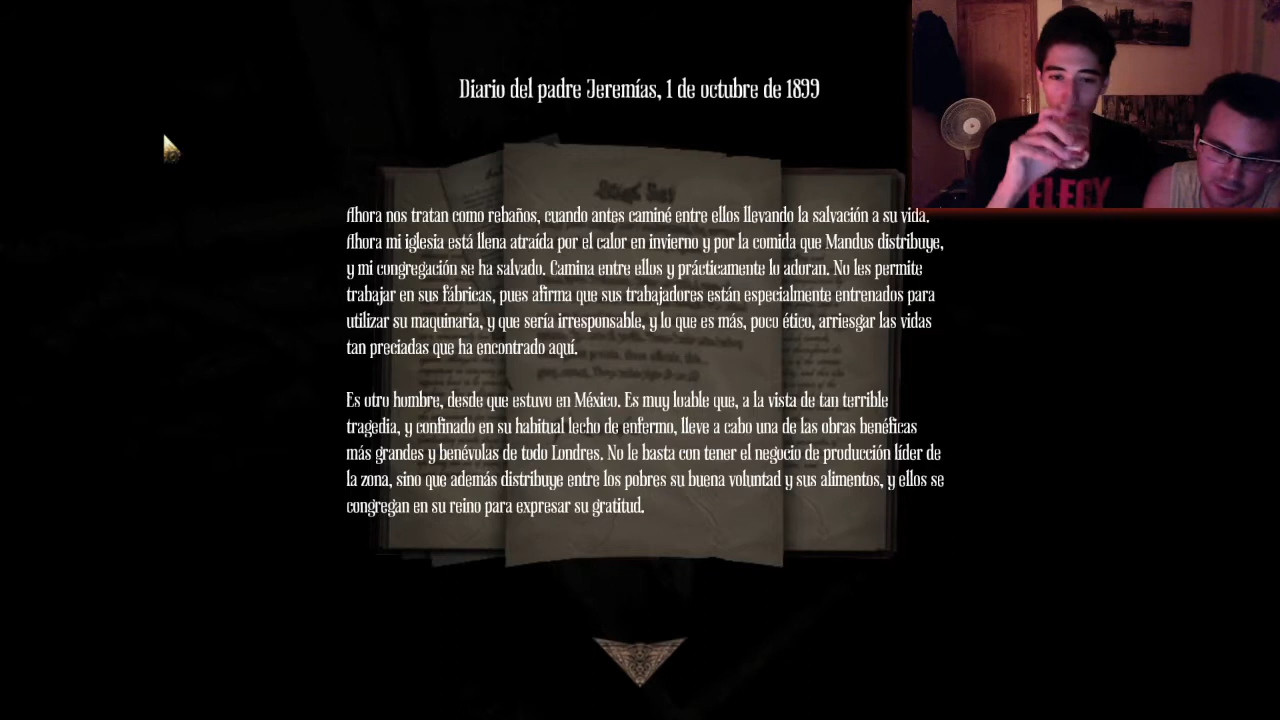 Diario del padre Jeremías, 1 de octubre de 1899
ELEGY
Ahora nos tratan como rebaños, cuando antes caminé entre ellos llevando la salvación a su vida.
Ahora mi iglesia está llena atraída por el calor en invierno y por la comida que Mandus distribuye,
y mi congregación se ha salvado. Camina entre ellos y prácticamente lo adoran. No les permite
trabajar en sus fábricas, pues afirma que sus trabajadores están especialmente entrenados para
utilizar su maquinaria, y que sería irresponsable, y lo que es más, poco ético, arriesgar las vidas
tan preciadas que ha encontrado aquí.
Es otro hombre, desde que estuvo en México. Es muy loable que, a la vista de tan terrible
tragedia, y confinado en su habitual lecho de enfermo, lleve a cabo una de las obras benéficas
más grandes y benévolas de todo Londres. No le basta con tener el negocio de producción líder de
la zona, sino que además distribuye entre los pobres su buena voluntad y sus alimentos, y ellos se
congregan en su reino para expresar su gratitud.